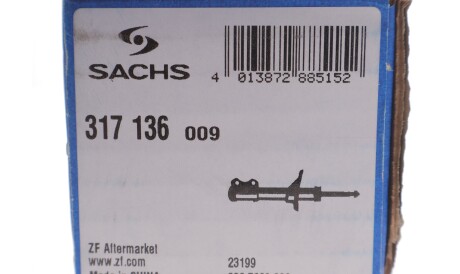 SACHS
4 013872 885152
317 136 009
ZF Aftermarket
www.zf.com
23199